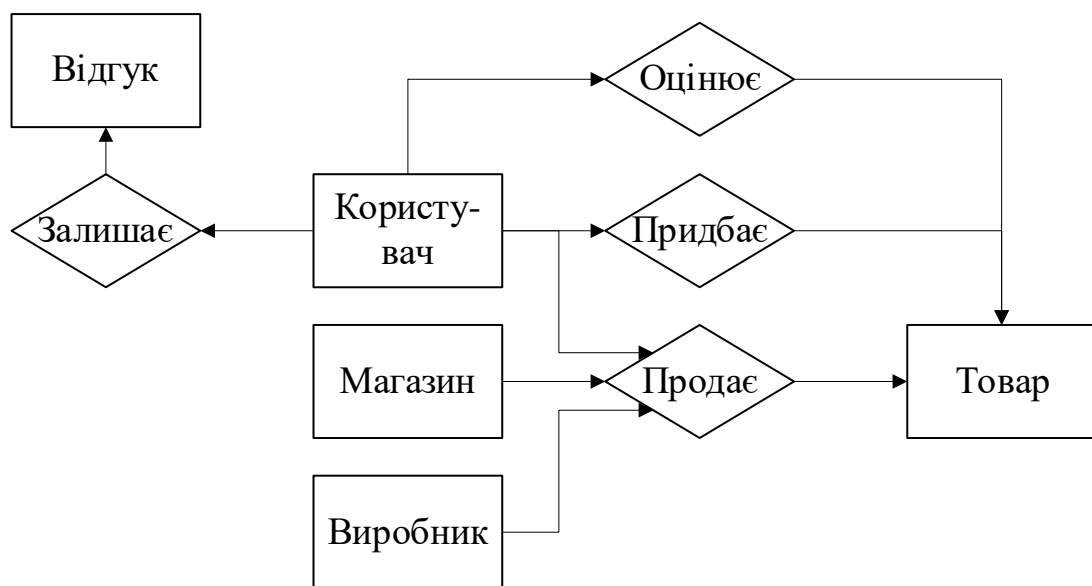 Відгук
Оцінює
Залишає
Користу-
вач
Придбає
Магазин
Продає
Товар
Виробник